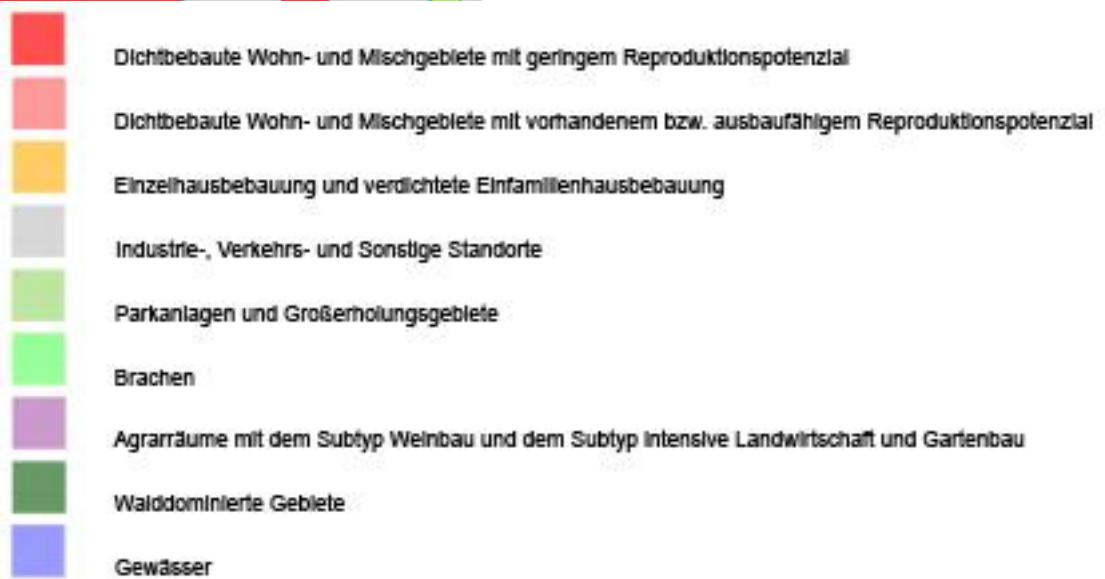 Dichtbebaute Wohn- und Mischgebiete mit geringem Reproduktionspotenzial
Dichtbebaute Wohn- und Mischgebiete mit vorhandenem bzw. ausbaufähigem Reproduktionspotenzial
Einzelhausbebauung und verdichtete Einfamilienhausbebauung
Industrie-, Verkehrs- und Sonstige Standorte
Parkanlagen und Großerholungsgebiete
Brachen
Agrarräume mit dem Subtyp Weinbau und dem Subtyp intensive Landwirtschaft und Gartenbau
Walddominierte Gebiete
Gewässer